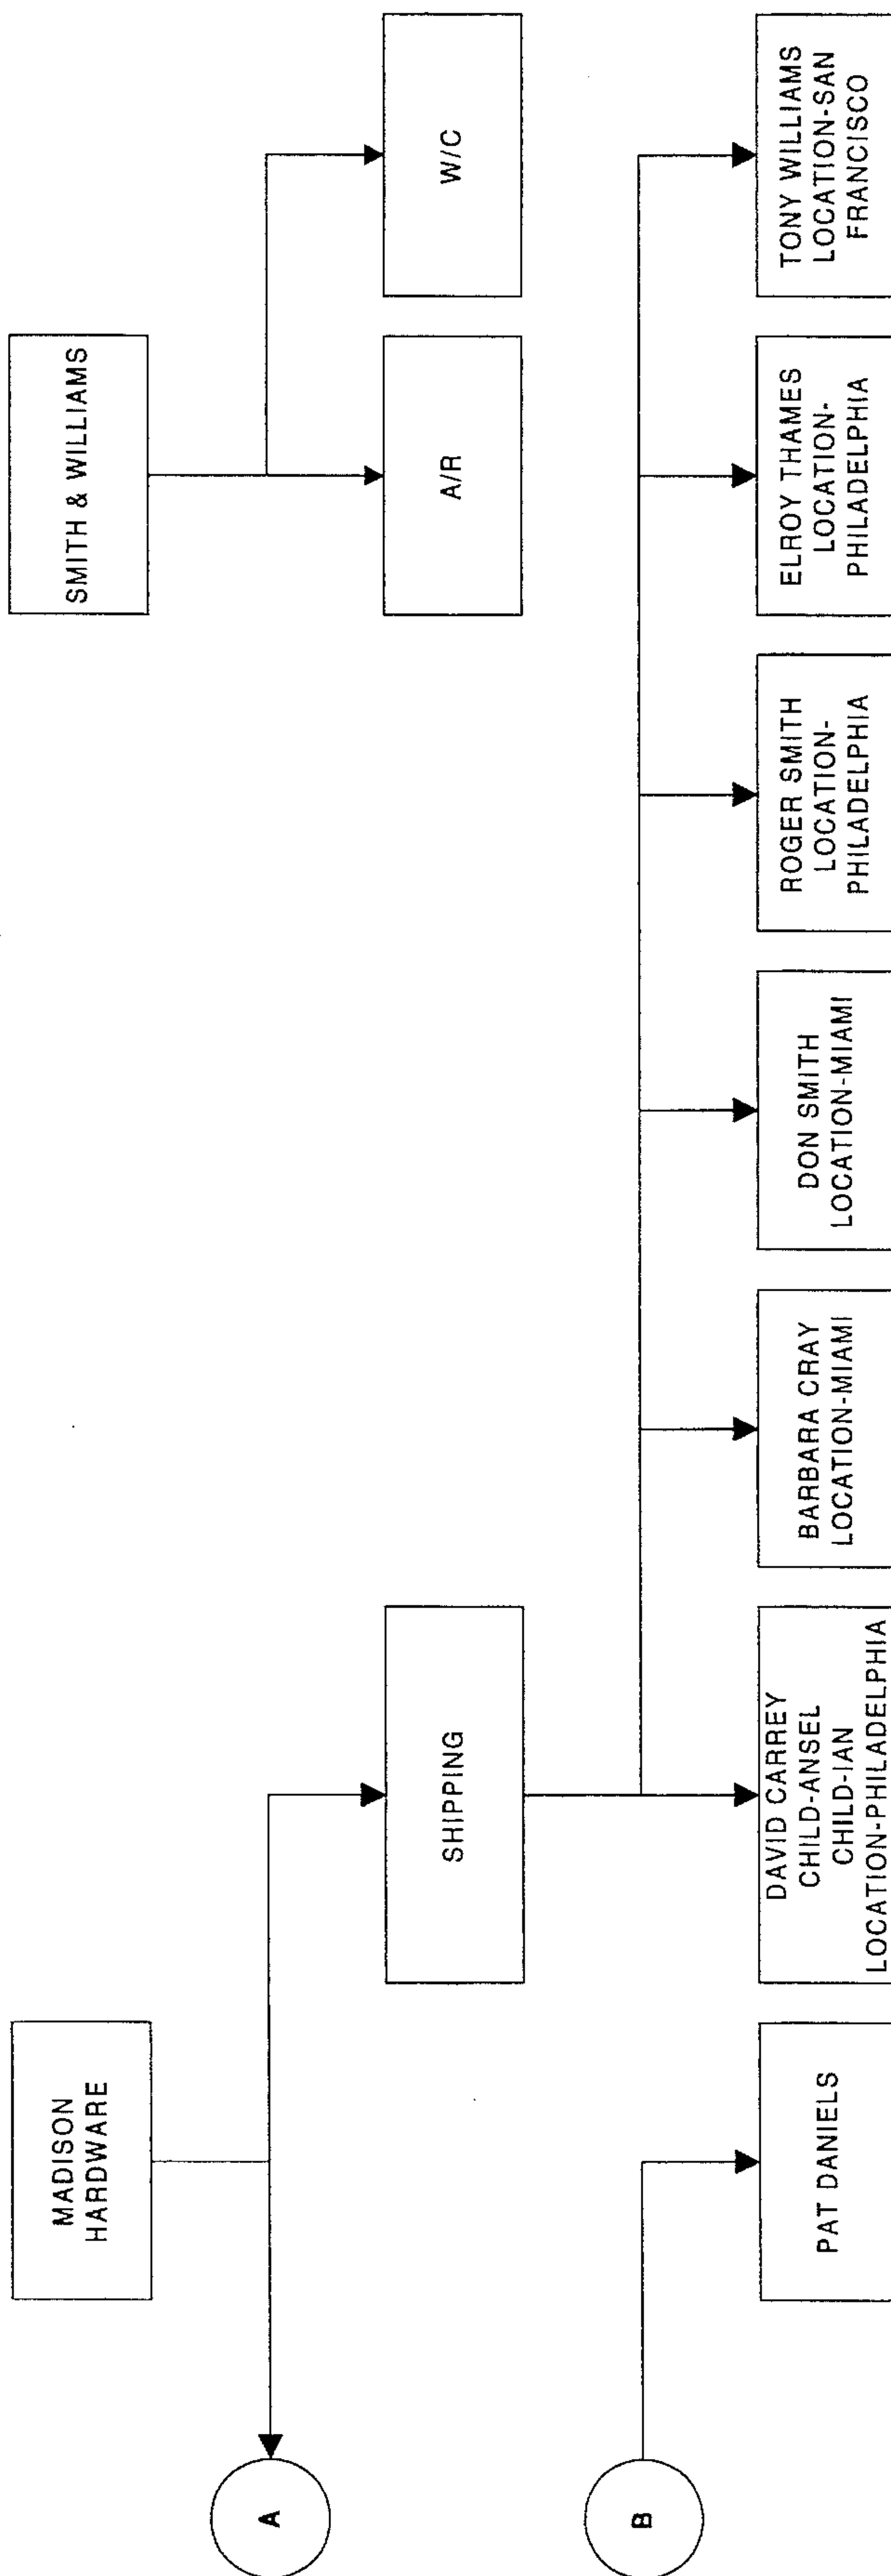 MADISON
HARDWARE
SMITH & WILLIAMS
A
SHIPPING
A/R
W/C
B
PAT DANIELS
DAVID CARREY
CHILD-ANSEL
CHILD-IAN
LOCATION-PHILADELPHIA
BARBARA CRAY
LOCATION-MIAMI
DON SMITH
LOCATION-MIAMI
ROGER SMITH
LOCATION-
PHILADELPHIA
ELROY THAMES
LOCATION-
PHILADELPHIA
TONY WILLIAMS
LOCATION-SAN
FRANCISCO